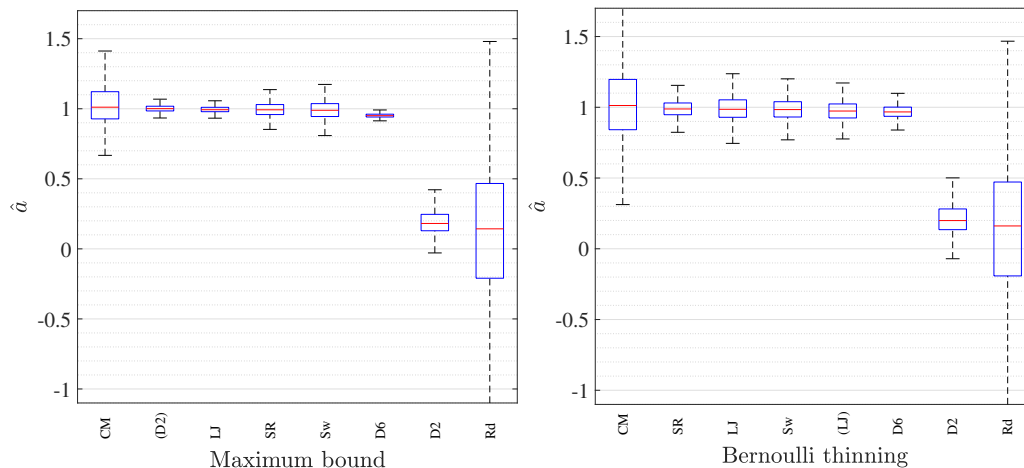 1.5
1
0.5
0
-0.5
-1
â
CM
(D2)
LJ
SR
Sw
D6
D2
Rd
Maximum bound
1.5
1
0.5
0
-0.5
-1
â
CM
SR
LJ
Sw
(LJ)
D6
D2
Rd
Bernoulli thinning